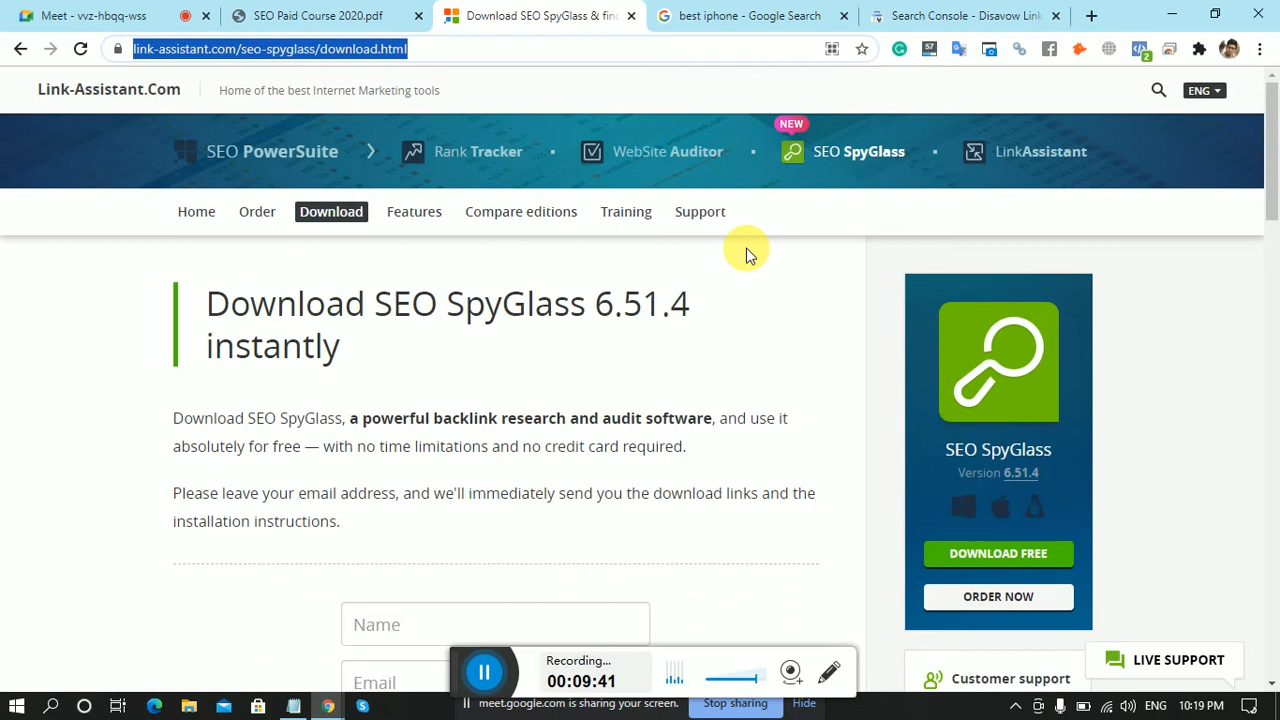 Meet - vvz-hbqq-wss
SEO Paid Course 2020.pdf
Download SEO SpyGlass & fin
best iphone - Google Search
Search Console - Disavow Link
link-assistant.com/seo-spyglass/download.html
57
2
Link-Assistant.Com
Home of the best Internet Marketing tools
ENG
NEW
SEO PowerSuite
Rank Tracker
WebSite Auditor
SEO SpyGlass
LinkAssistant
Home
Order
Download
Features
Compare editions
Training
Support
Download SEO SpyGlass 6.51.4
instantly
Download SEO SpyGlass, a powerful backlink research and audit software, and use it
absolutely for free — with no time limitations and no credit card required.
Please leave your email address, and we'll immediately send you the download links and the
installation instructions.
Name
Email
SEO SpyGlass
Version 6.51.4
DOWNLOAD FREE
ORDER NOW
Customer support
LIVE SUPPORT
Recording...
00:09:41
meet.google.com is sharing your screen.
Stop sharing
Hide
ENG
10:19 PM